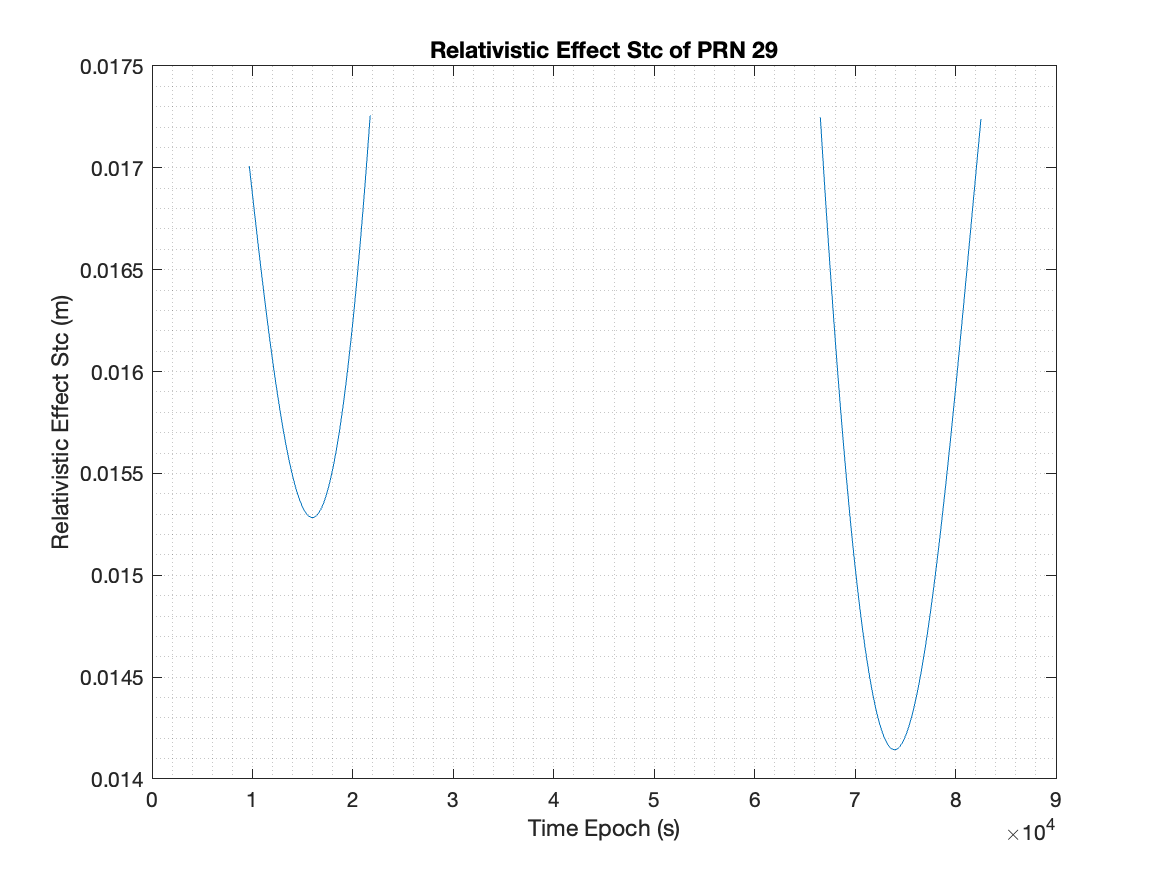 Relativistic Effect Stc of PRN 29
Relativistic Effect Stc (m)
0.0175
0.017
0.0165
0.016
0.0155
0.015
0.0145
0.014
0 1 2 3 4 5 6 7 8 9
Time Epoch (s)
×10⁴